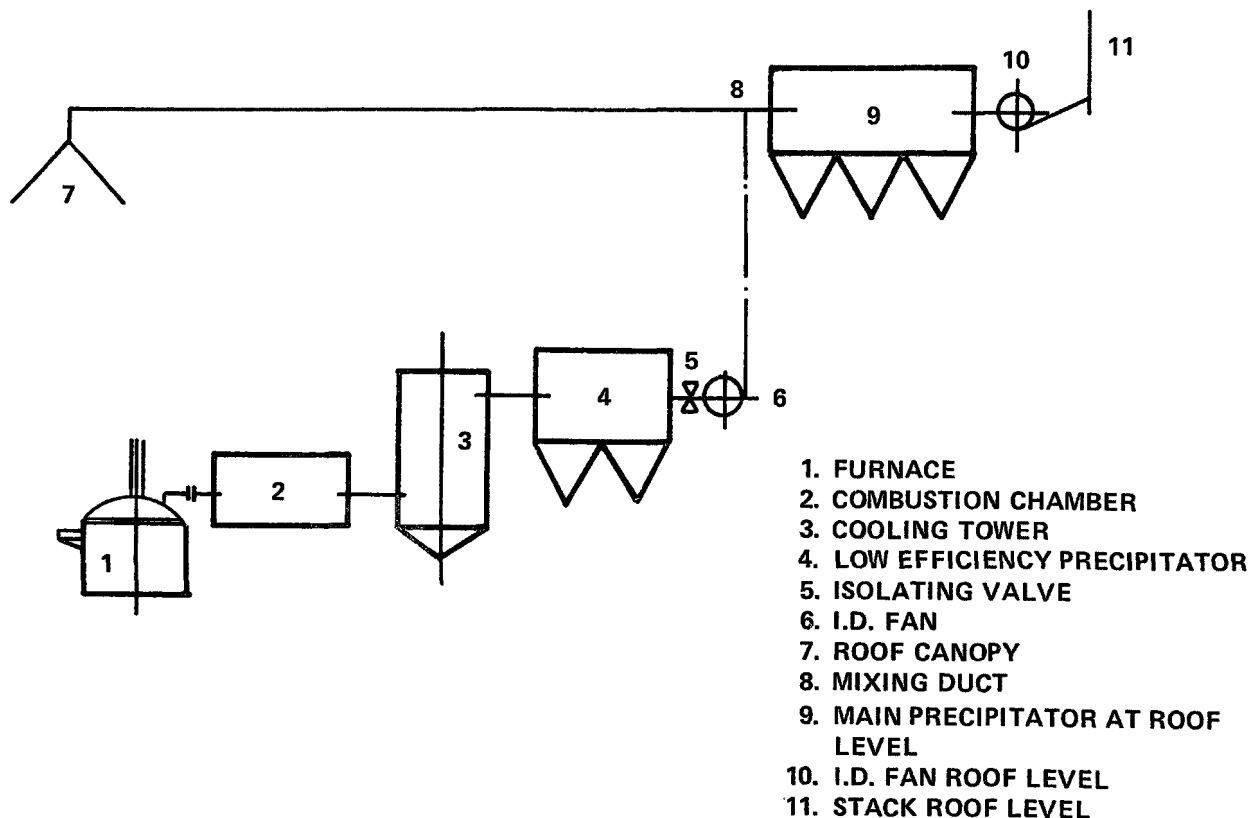 11
10
8
9
7
5
4
6
3
2
1
1. FURNACE
2. COMBUSTION CHAMBER
3. COOLING TOWER
4. LOW EFFICIENCY PRECIPITATOR
5. ISOLATING VALVE
6. I.D. FAN
7. ROOF CANOPY
8. MIXING DUCT
9. MAIN PRECIPITATOR AT ROOF
LEVEL
10. I.D. FAN ROOF LEVEL
11. STACK ROOF LEVEL